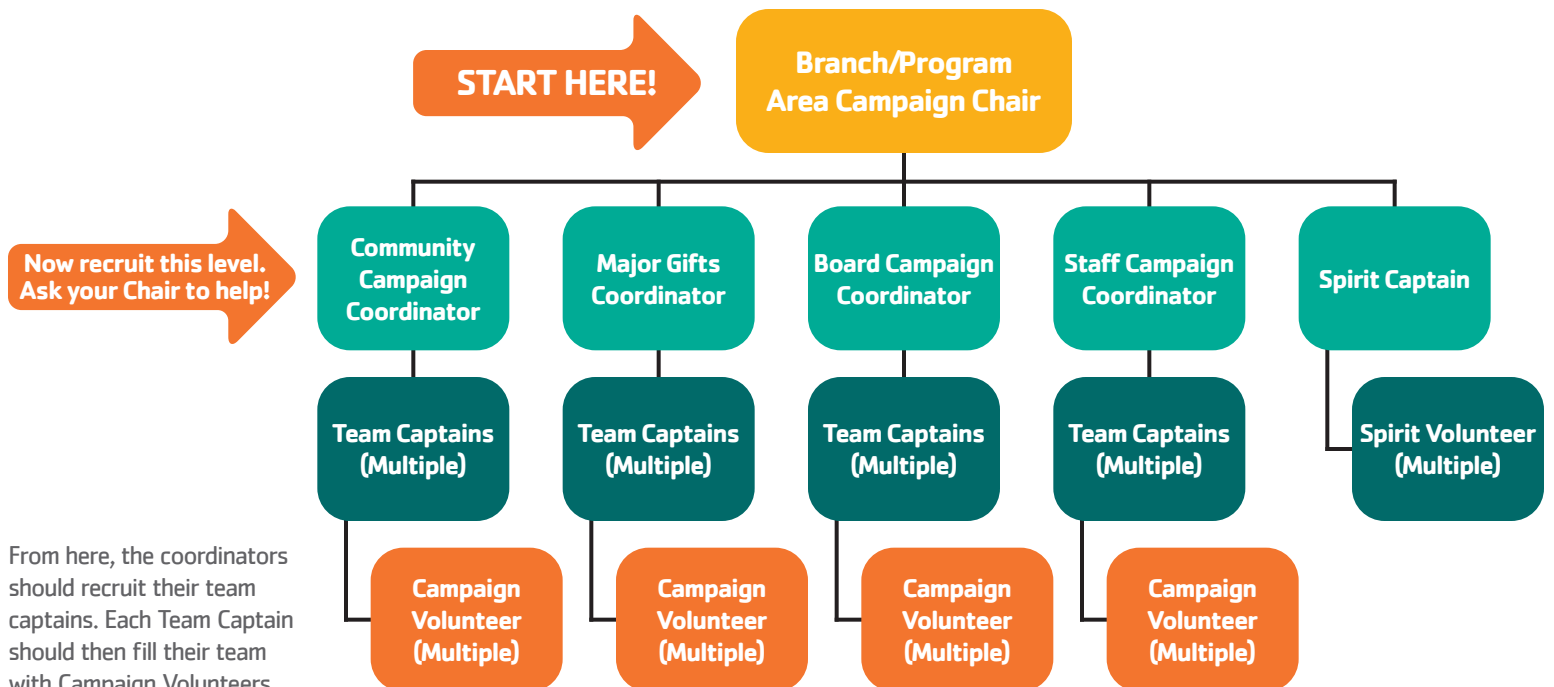 START HERE!
Branch/Program
Area Campaign Chair
Now recruit this level.
Ask your Chair to help!
Community
Campaign
Coordinator
Major Gifts
Coordinator
Board Campaign
Coordinator
Staff Campaign
Coordinator
Spirit Captain
Team Captains
(Multiple)
Team Captains
(Multiple)
Team Captains
(Multiple)
Team Captains
(Multiple)
Spirit Volunteer
(Multiple)
From here, the coordinators
should recruit their team
captains. Each Team Captain
should then fill their team
with Campaign Volunteers
Campaign
Volunteer
(Multiple)
Campaign
Volunteer
(Multiple)
Campaign
Volunteer
(Multiple)
Campaign
Volunteer
(Multiple)